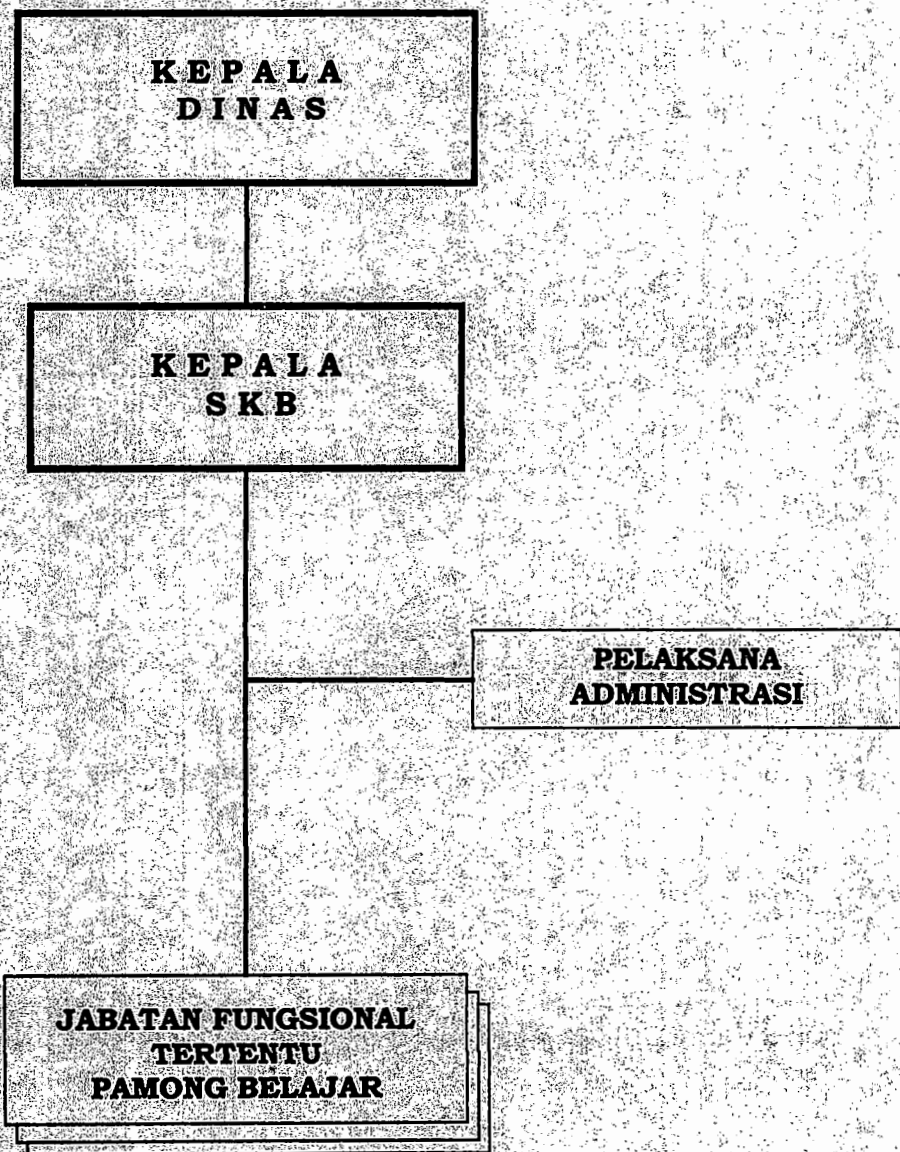 KEPALA
DINAS
KEPALA
SKB
PELAKSANA
ADMINISTRASI
JABATAN FUNGSIONAL
TERTENTU
PAMONG BELAJAR